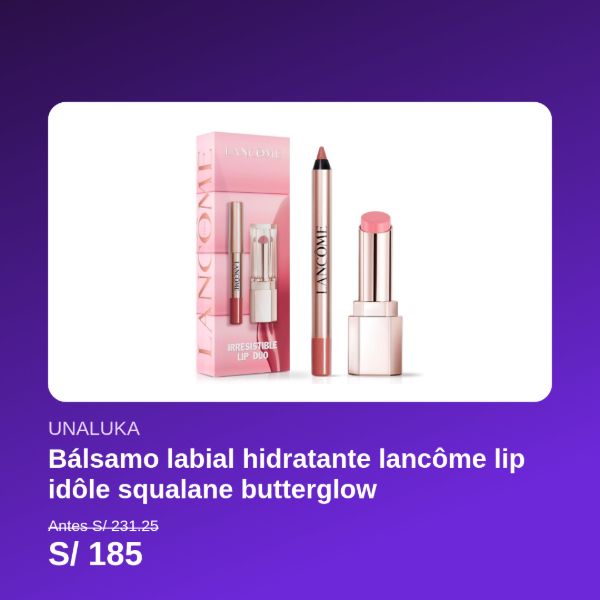 LANCÔME
LANCÔME
LANCÔME
IRRESISTIBLE
LIP DUO
LANCOME
UNALUKA
Bálsamo labial hidratante lancôme lip
idôle squalane butterglow
Antes S/ 231.25
S/ 185